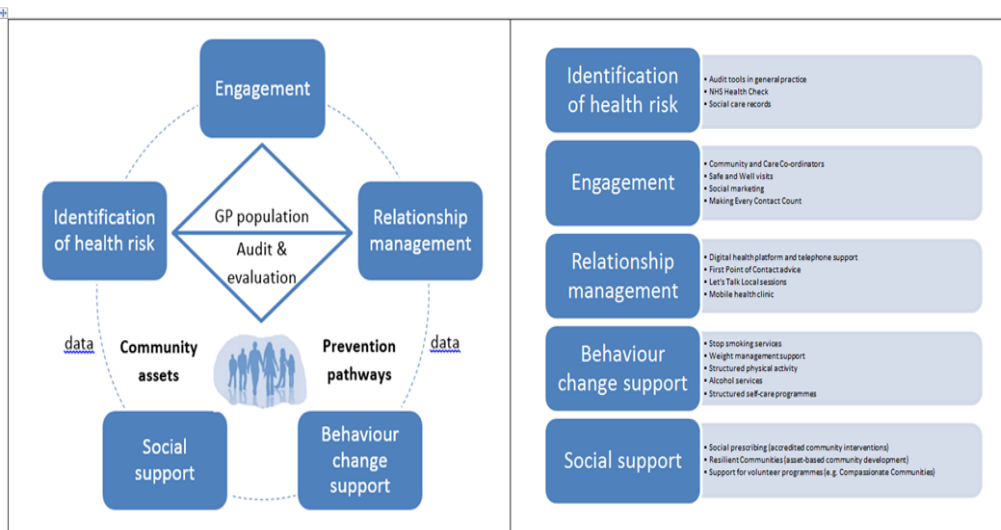 Engagement
Identification
of health risk
GP population
Audit &
evaluation
Relationship
management
data
Community
assets
Prevention
pathways
data
Social
support
Behaviour
change
support
Identification
of health risk
• Audit tools in general practice
• NHS Health Check
• Social care records
Engagement
• Community and Care Co-ordinators
• Safe and Well visits
• Social marketing
• Making Every Contact Count
Relationship
management
• Digital health platform and telephone support
• First Point of Contact advice
• Let's Talk Local sessions
• Mobile health clinic
Behaviour
change support
• Stop smoking services
• Weight management support
• Structured physical activity
• Alcohol services
• Structured self-care programmes
Social support
• Social prescribing (accredited community interventions)
• Resilient Communities (asset-based community development)
• Support for volunteer programmes (e.g. Compassionate Communities)